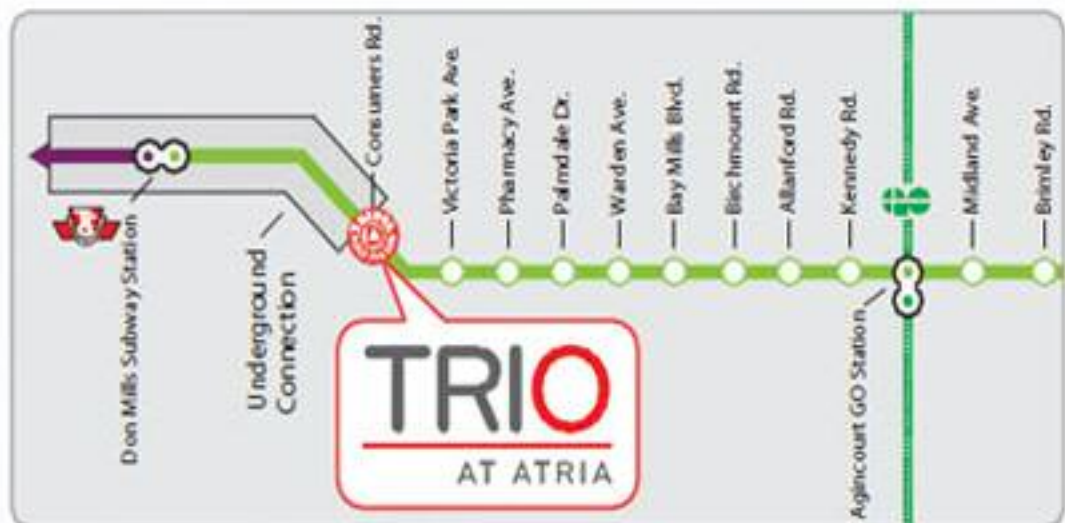 Don Mills Subway Station
Underground
Connection
Consumers Rd.
Victoria Park Ave.
Pharmacy Ave.
Palmdale Dr.
Warden Ave.
Bay Mills Blvd.
Birchmount Rd.
Allanford Rd.
Kennedy Rd.
Agincourt GO Station
Midland Ave.
Brimley Rd.
TRIO
AT ATRIA